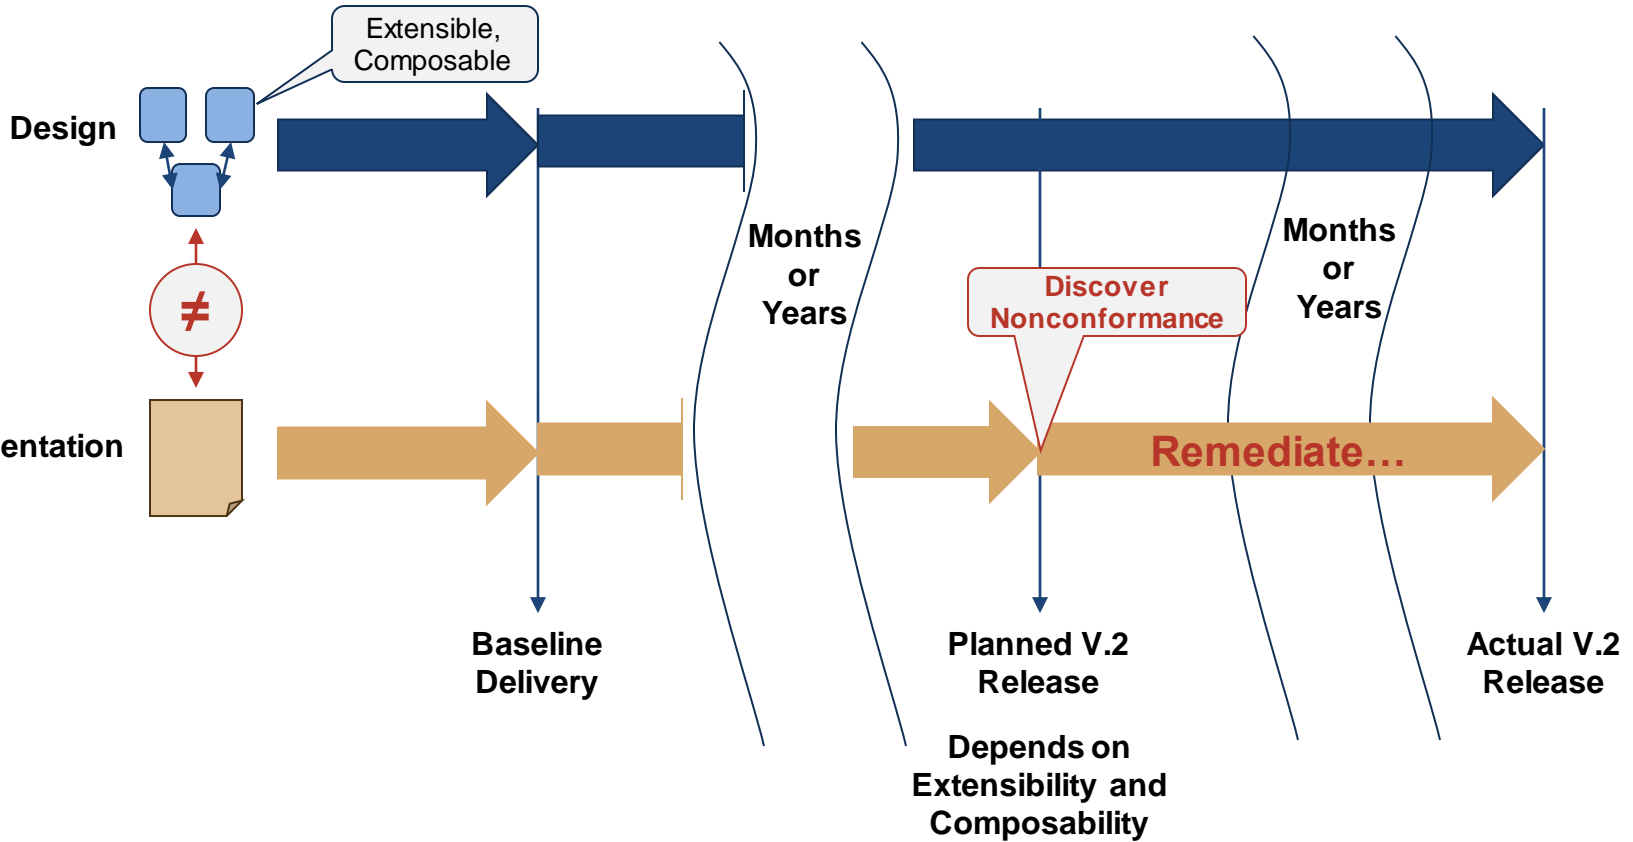 Extensible,
Composable
Design
Months
or
Years
Months
or
Years
Discover
Nonconformance
≠
entation
Remediate...
Baseline
Delivery
Planned V.2
Release
Actual V.2
Release
Depends on
Extensibility and
Composability